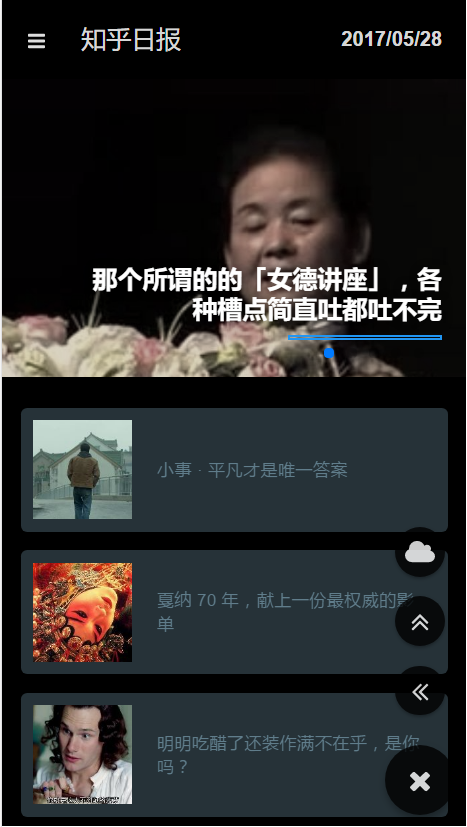 知乎日报
2017/05/28
那个所谓的的「女德讲座」，各
种槽点简直吐都吐不完
小事 · 平凡才是唯一答案
戛纳 70 年，献上一份最权威的影
单
明明吃醋了还装作满不在乎，是你
吗？